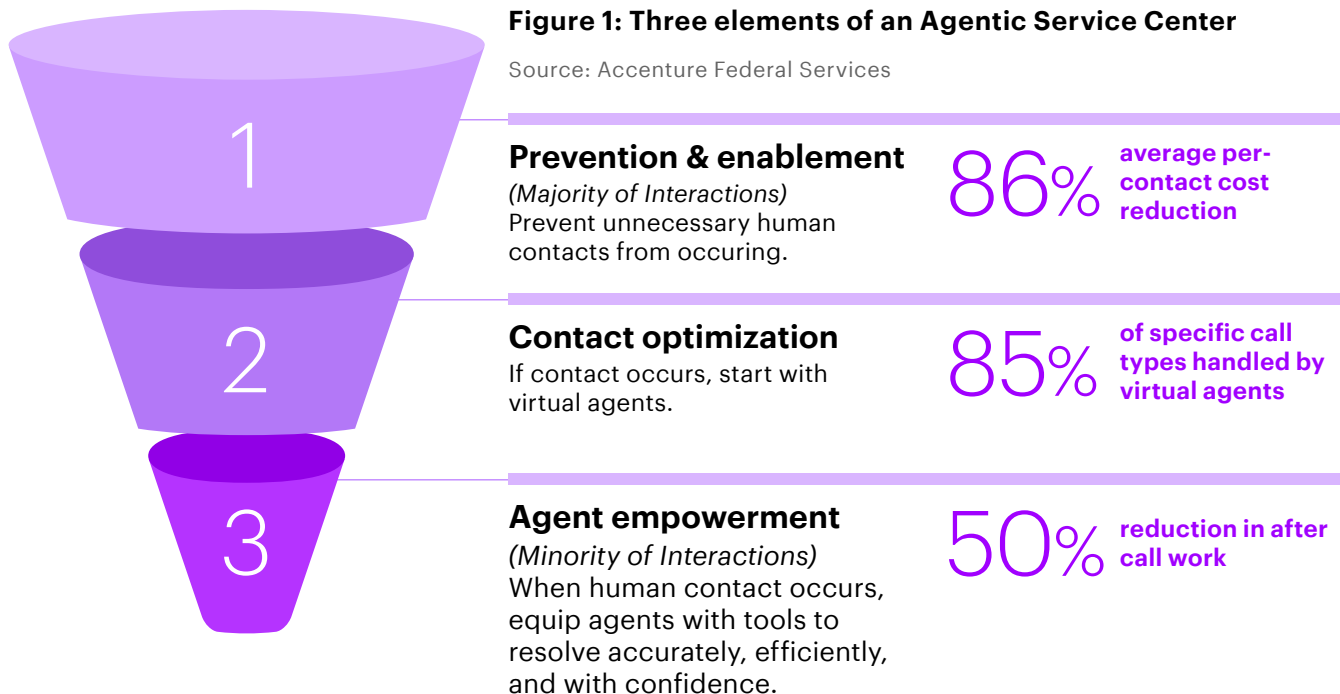 Figure 1: Three elements of an Agentic Service Center
Source: Accenture Federal Services
1
Prevention & enablement
(Majority of Interactions)
Prevent unnecessary human
contacts from occuring.
86%
average per-
contact cost
reduction
2
Contact optimization
If contact occurs, start with
virtual agents.
85%
of specific call
types handled by
virtual agents
3
Agent empowerment
(Minority of Interactions)
When human contact occurs,
equip agents with tools to
resolve accurately, efficiently,
and with confidence.
50%
reduction in after
call work